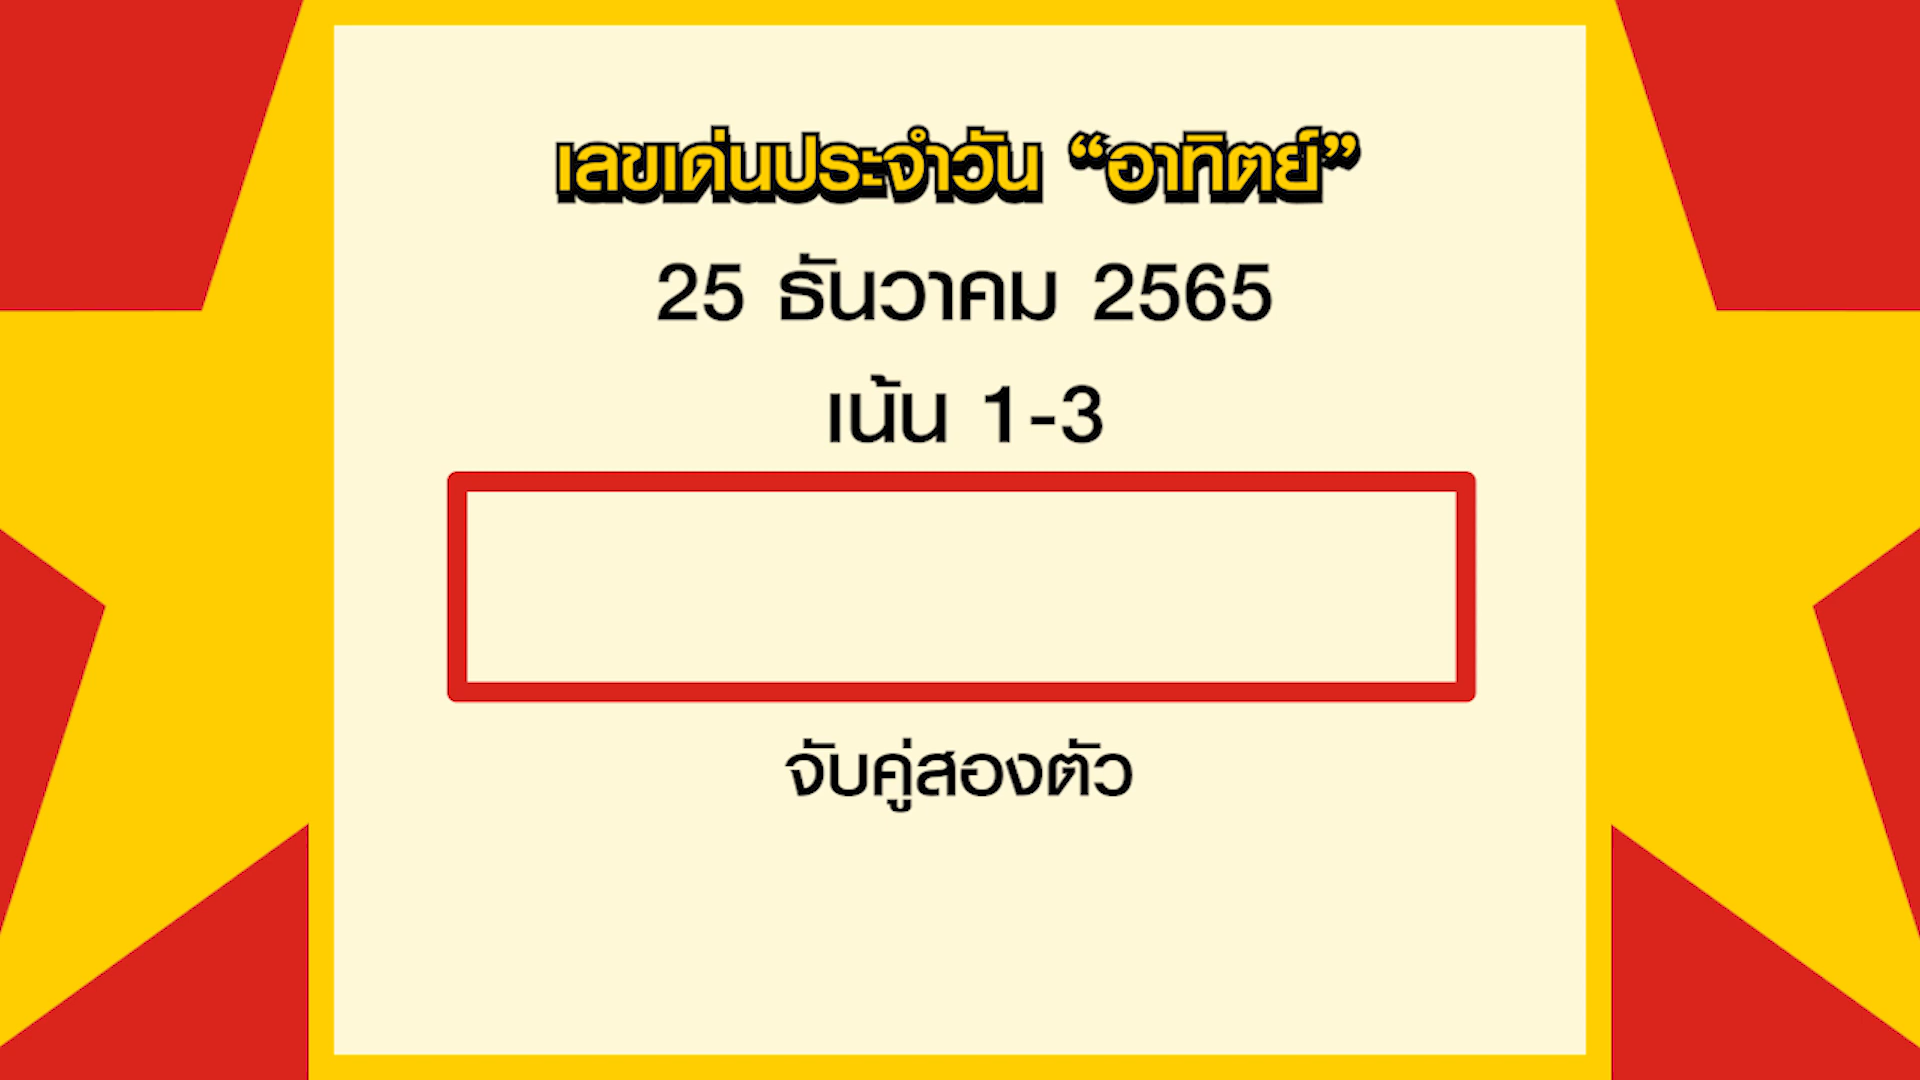 เลขเด่นประจำวัน “อาทิตย์”
25 ธันวาคม 2565
เน้น 1-3
จับคู่สองตัว